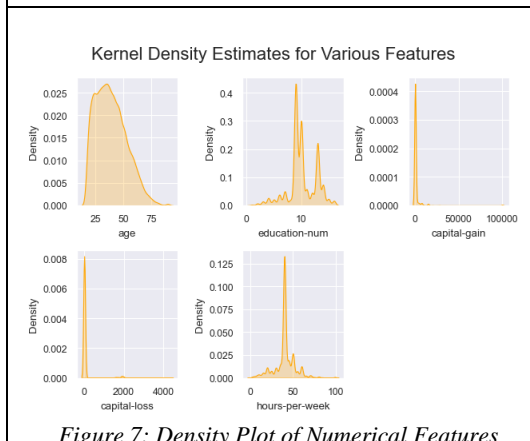 Kernel Density Estimates for Various Features
Density
0.025
0.020
0.015
0.010
0.005
0.000
25 50 75
age
Density
0.4
0.3
0.2
0.1
0.0
0 10
education-num
Density
0.0004
0.0003
0.0002
0.0001
0.0000
0 50000 100000
capital-gain
Density
0.008
0.006
0.004
0.002
0.000
0 2000 4000
capital-loss
Density
0.125
0.100
0.075
0.050
0.025
0.000
0 50 100
hours-per-week
Figure 7: Density Plot of Numerical Features